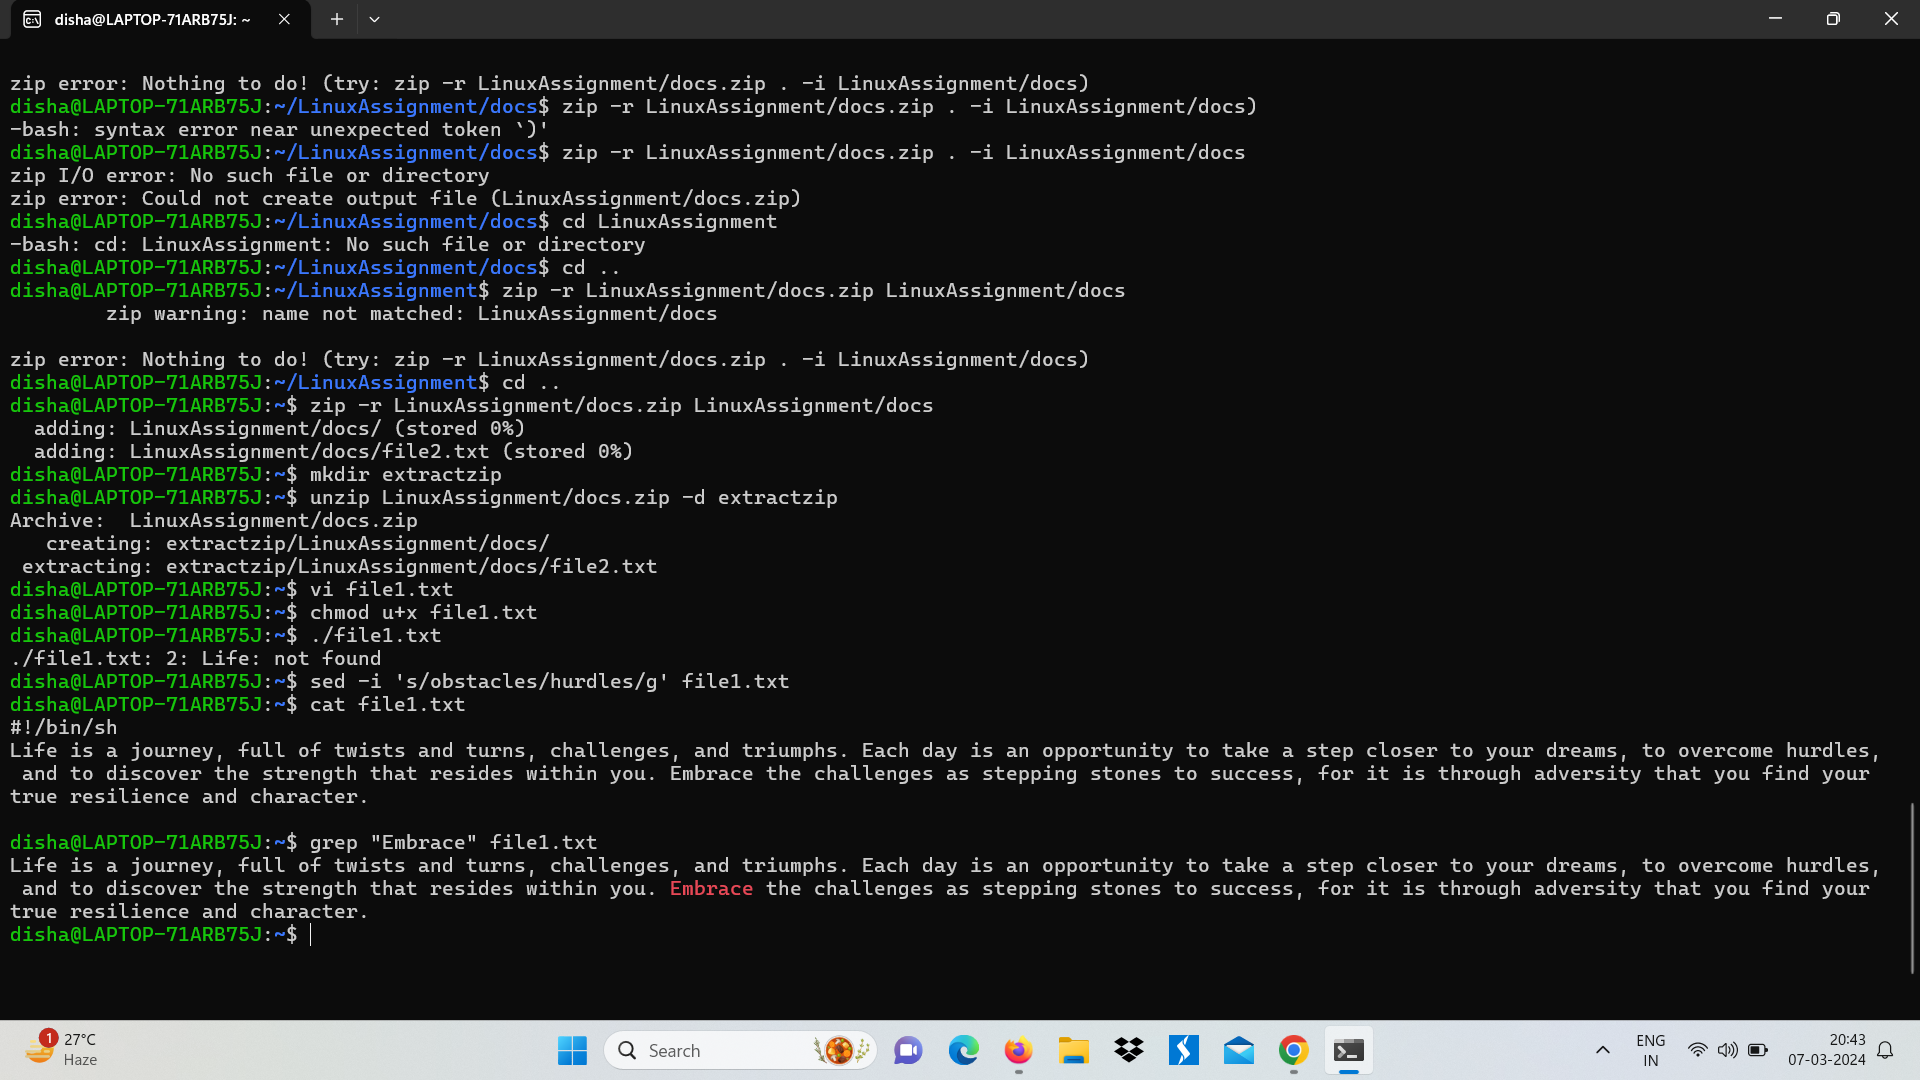 disha@LAPTOP-71ARB75J: ~
zip error: Nothing to do! (try: zip -r LinuxAssignment/docs.zip . -i LinuxAssignment/docs)
disha@LAPTOP-71ARB75J:~/LinuxAssignment/docs$ zip -r LinuxAssignment/docs.zip . -i LinuxAssignment/docs)
-bash: syntax error near unexpected token `)'
disha@LAPTOP-71ARB75J:~/LinuxAssignment/docs$ zip -r LinuxAssignment/docs.zip . -i LinuxAssignment/docs
zip I/O error: No such file or directory
zip error: Could not create output file (LinuxAssignment/docs.zip)
disha@LAPTOP-71ARB75J:~/LinuxAssignment/docs$ cd LinuxAssignment
-bash: cd: LinuxAssignment: No such file or directory
disha@LAPTOP-71ARB75J:~/LinuxAssignment/docs$ cd ..
disha@LAPTOP-71ARB75J:~/LinuxAssignment$ zip -r LinuxAssignment/docs.zip LinuxAssignment/docs
        zip warning: name not matched: LinuxAssignment/docs

zip error: Nothing to do! (try: zip -r LinuxAssignment/docs.zip . -i LinuxAssignment/docs)
disha@LAPTOP-71ARB75J:~/LinuxAssignment$ cd ..
disha@LAPTOP-71ARB75J:~$ zip -r LinuxAssignment/docs.zip LinuxAssignment/docs
  adding: LinuxAssignment/docs/ (stored 0%)
  adding: LinuxAssignment/docs/file2.txt (stored 0%)
disha@LAPTOP-71ARB75J:~$ mkdir extractzip
disha@LAPTOP-71ARB75J:~$ unzip LinuxAssignment/docs.zip -d extractzip
Archive:  LinuxAssignment/docs.zip
   creating: extractzip/LinuxAssignment/docs/
 extracting: extractzip/LinuxAssignment/docs/file2.txt
disha@LAPTOP-71ARB75J:~$ vi file1.txt
disha@LAPTOP-71ARB75J:~$ chmod u+x file1.txt
disha@LAPTOP-71ARB75J:~$ ./file1.txt
./file1.txt: 2: Life: not found
disha@LAPTOP-71ARB75J:~$ sed -i 's/obstacles/hurdles/g' file1.txt
disha@LAPTOP-71ARB75J:~$ cat file1.txt
#!/bin/sh
Life is a journey, full of twists and turns, challenges, and triumphs. Each day is an opportunity to take a step closer to your dreams, to overcome hurdles,
 and to discover the strength that resides within you. Embrace the challenges as stepping stones to success, for it is through adversity that you find your
true resilience and character.

disha@LAPTOP-71ARB75J:~$ grep "Embrace" file1.txt
Life is a journey, full of twists and turns, challenges, and triumphs. Each day is an opportunity to take a step closer to your dreams, to overcome hurdles,
 and to discover the strength that resides within you. Embrace the challenges as stepping stones to success, for it is through adversity that you find your
true resilience and character.
disha@LAPTOP-71ARB75J:~$
1
27°C
Haze
Search
ENG
IN
20:43
07-03-2024